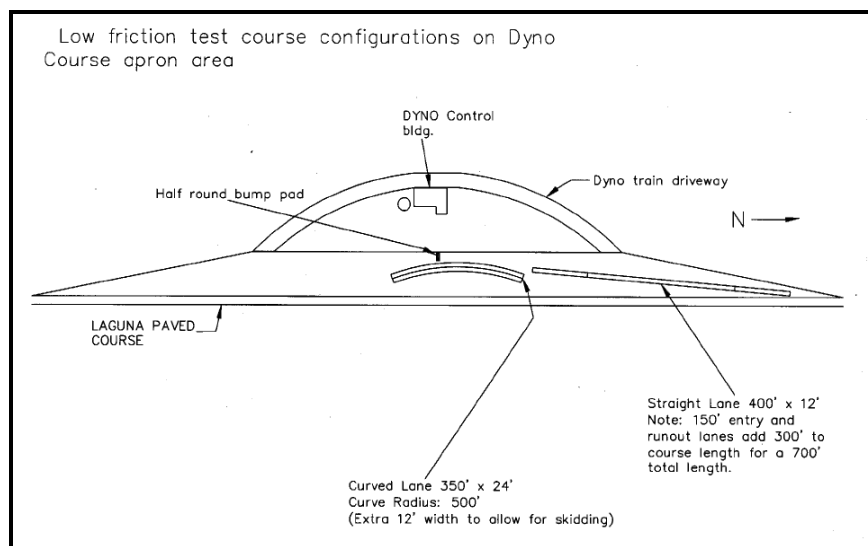 Low friction test course configurations on Dyno
Course apron area
DYNO Control
bldg.
Half round bump pad
Dyno train driveway
N
LAGUNA PAVED
COURSE
Straight Lane 400' x 12'
Note: 150' entry and
runout lanes add 300' to
course length for a 700'
total length.
Curved Lane 350' x 24'
Curve Radius: 500'
(Extra 12' width to allow for skidding)